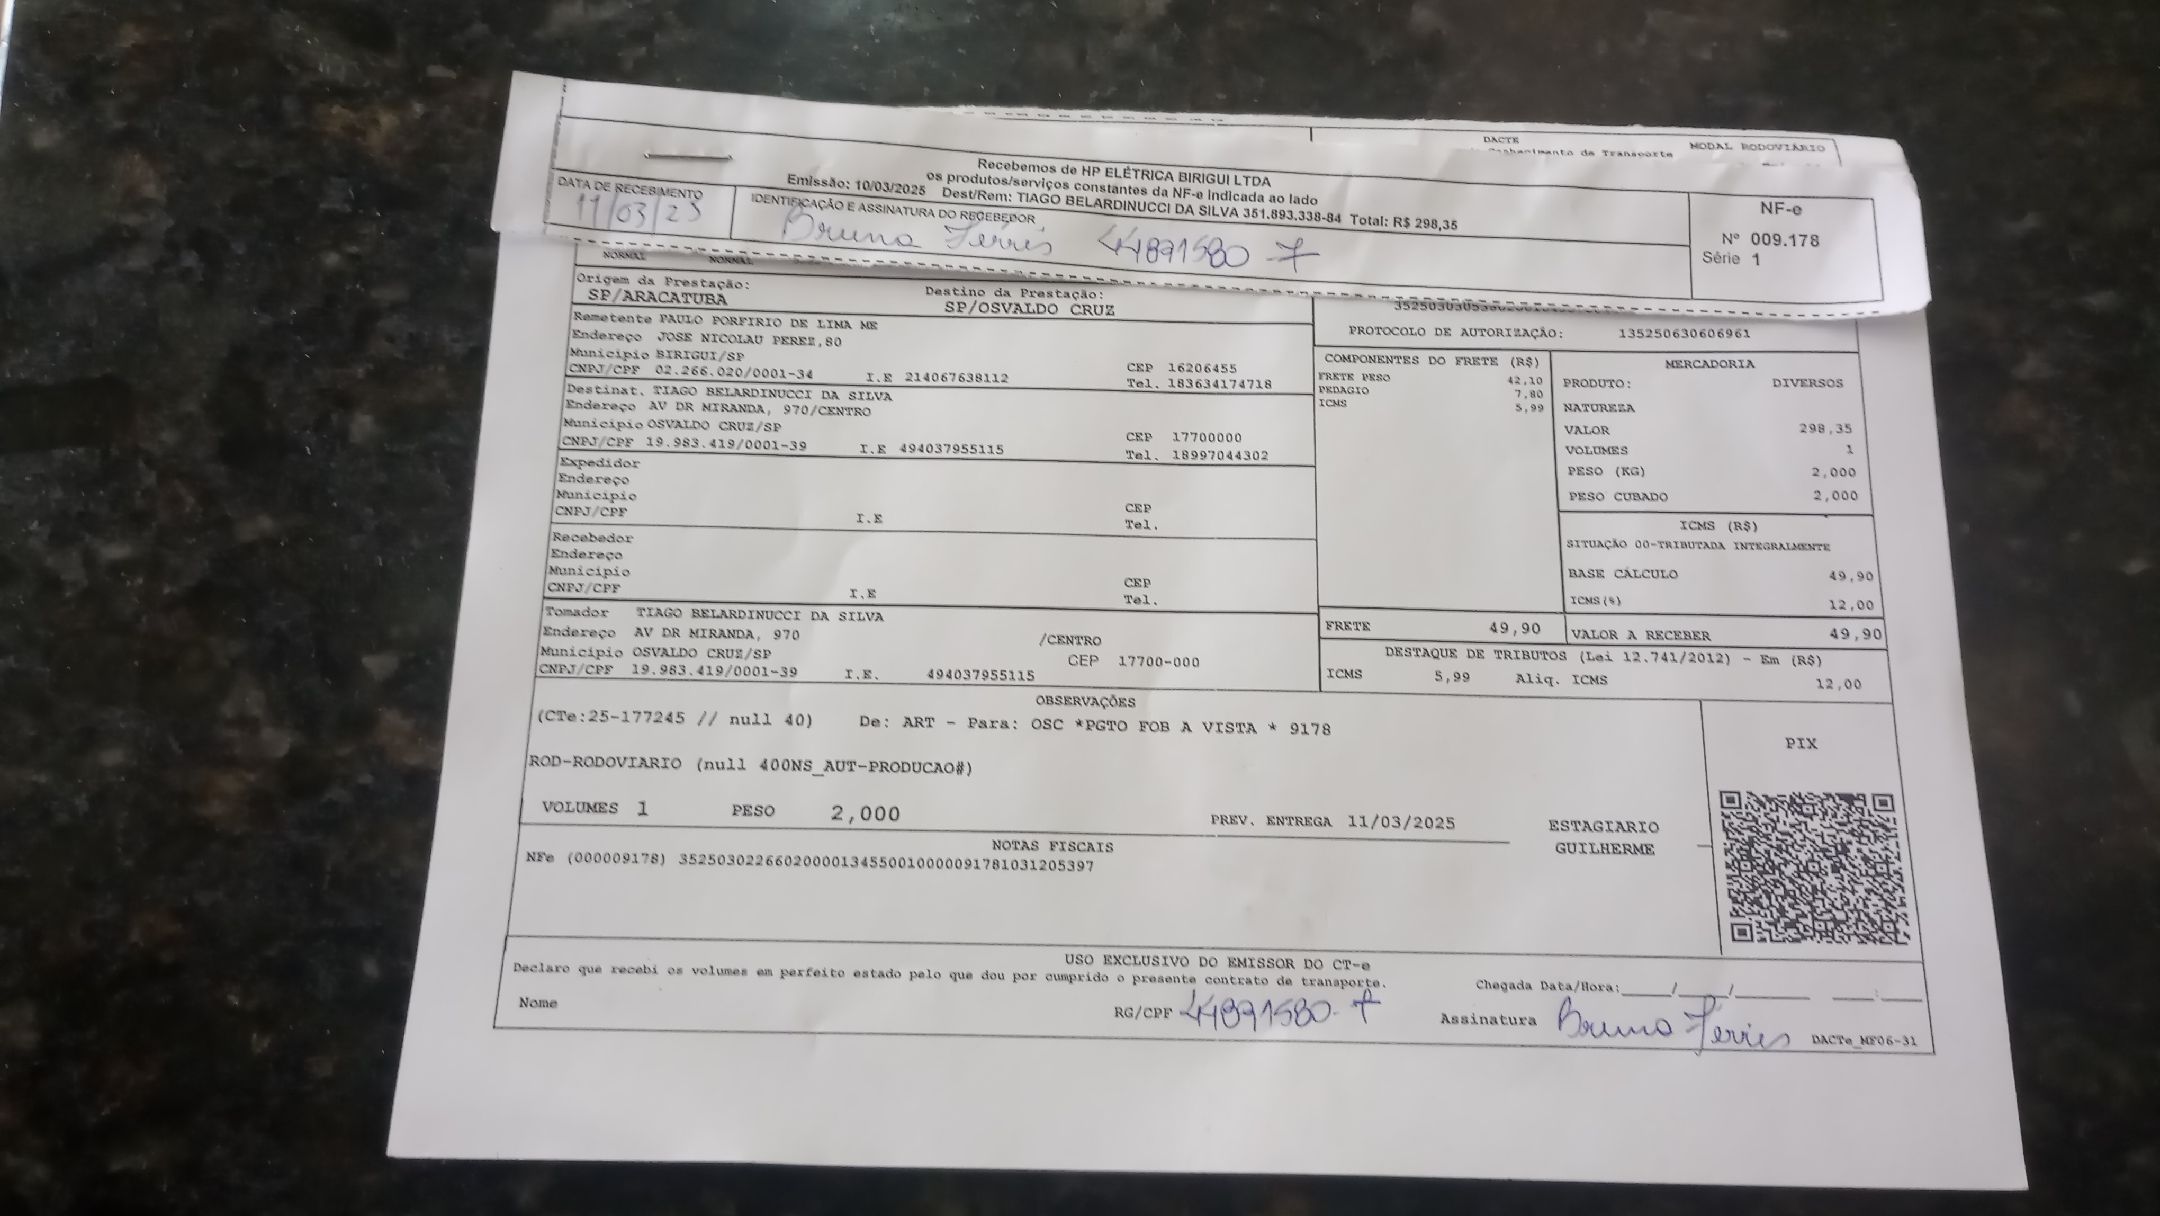 DACTE
Conhecimento de Transporte
MODAL RODOVIÁRIO
Recebemos de HP ELÉTRICA BIRIGUI LTDA
os produtos/serviços constantes da NF-e indicada ao lado
Emissão: 10/03/2025 Dest/Rem: TIAGO BELARDINUCCI DA SILVA 351.893.338-84 Total: R$ 298,35
DATA DE RECEBIMENTO
11/03/25
IDENTIFICAÇÃO E ASSINATURA DO RECEBEDOR
Bruno Ferris 44891580-7
NF-e
Nº 009.178
Série 1
NORMAL NORMAL
Origem da Prestação:
SP/ARACATUBA
Destino da Prestação:
SP/OSVALDO CRUZ
PROTOCOLO DE AUTORIZAÇÃO: 135250630606961
Remetente PAULO PORFIRIO DE LIMA ME
Endereço JOSE NICOLAU PEREZ,80
Município BIRIGUI/SP CEP 16206455
CNPJ/CPF 02.266.020/0001-34 I.E 214067638112 Tel. 183634174718
Destinat. TIAGO BELARDINUCCI DA SILVA
Endereço AV DR MIRANDA, 970/CENTRO
Município OSVALDO CRUZ/SP CEP 17700000
CNPJ/CPF 19.983.419/0001-39 I.E 494037955115 Tel. 18997044302
Expedidor
Endereço
Município CEP
CNPJ/CPF I.E Tel.
Recebedor
Endereço
Município CEP
CNPJ/CPF I.E Tel.
Tomador TIAGO BELARDINUCCI DA SILVA
Endereço AV DR MIRANDA, 970 /CENTRO
Município OSVALDO CRUZ/SP CEP 17700-000
CNPJ/CPF 19.983.419/0001-39 I.E. 494037955115
COMPONENTES DO FRETE (R$)
FRETE PESO 42,10
PEDAGIO 7,80
ICMS 5,99
MERCADORIA
PRODUTO: DIVERSOS
NATUREZA
VALOR 298,35
VOLUMES 1
PESO (KG) 2,000
PESO CUBADO 2,000
ICMS (R$)
SITUAÇÃO 00-TRIBUTADA INTEGRALMENTE
BASE CÁLCULO 49,90
ICMS(%) 12,00
FRETE 49,90
VALOR A RECEBER 49,90
DESTAQUE DE TRIBUTOS (Lei 12.741/2012) - Em (R$)
ICMS 5,99 Aliq. ICMS 12,00
OBSERVAÇÕES
(CTe:25-177245 // null 40) De: ART - Para: OSC *PGTO FOB A VISTA * 9178
ROD-RODOVIARIO (null 400NS_AUT-PRODUCAO#)
VOLUMES 1 PESO 2,000 PREV. ENTREGA 11/03/2025
ESTAGIARIO
GUILHERME
PIX
NOTAS FISCAIS
NFe (000009178) 35250302266020000134550010000091781031205397
USO EXCLUSIVO DO EMISSOR DO CT-e
Declaro que recebi os volumes em perfeito estado pelo que dou por cumprido o presente contrato de transporte.
Chegada Data/Hora:____/____/______ ___:___
Nome
RG/CPF 44891580-7
Assinatura Bruno Ferris
DACTe_MF06-31